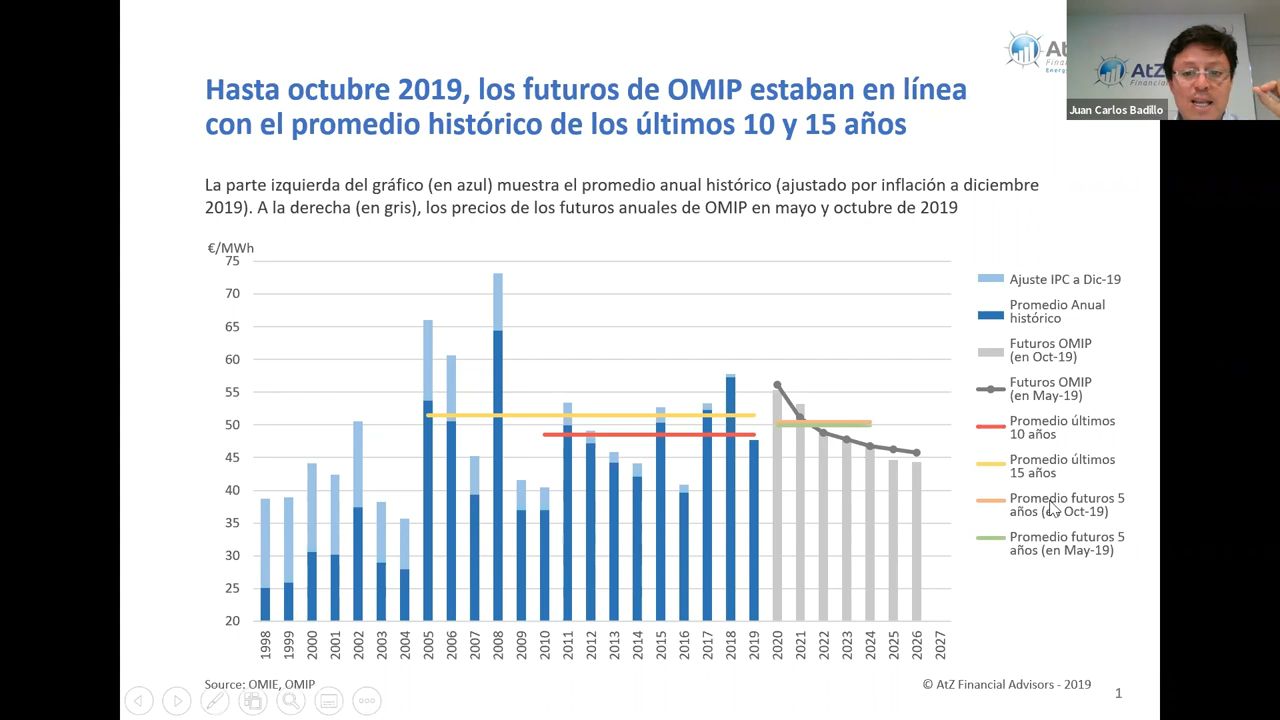 Hasta octubre 2019, los futuros de OMIP estaban en línea
con el promedio histórico de los últimos 10 y 15 años
Juan Carlos Badillo
La parte izquierda del gráfico (en azul) muestra el promedio anual histórico (ajustado por inflación a diciembre
2019). A la derecha (en gris), los precios de los futuros anuales de OMIP en mayo y octubre de 2019
€/MWh
75
70
65
60
55
50
45
40
35
30
25
20
1998
1999
2000
2001
2002
2003
2004
2005
2006
2007
2008
2009
2010
2011
2012
2013
2014
2015
2016
2017
2018
2019
2020
2021
2022
2023
2024
2025
2026
2027
Ajuste IPC a Dic-19
Promedio Anual
histórico
Futuros OMIP
(en Oct-19)
Futuros OMIP
(en May-19)
Promedio últimos
10 años
Promedio últimos
15 años
Promedio futuros 5
años (en Oct-19)
Promedio futuros 5
años (en May-19)
Source: OMIE, OMIP
© AtZ Financial Advisors - 2019
1